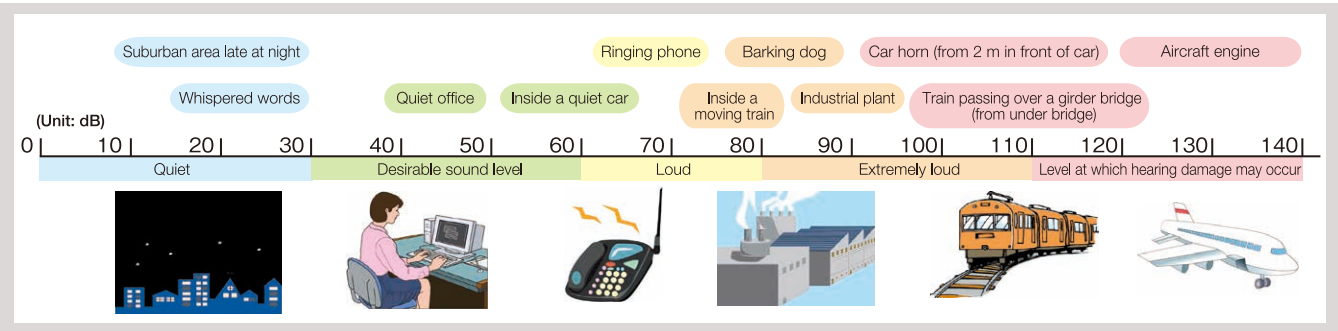 Suburban area late at night
Ringing phone
Barking dog
Car horn (from 2 m in front of car)
Aircraft engine
Whispered words
Quiet office
Inside a quiet car
Inside a
moving train
Industrial plant
Train passing over a girder bridge
(from under bridge)
(Unit: dB)
0 10 20 30 40 50 60 70 80 90 100 110 120 130 140
Quiet
Desirable sound level
Loud
Extremely loud
Level at which hearing damage may occur